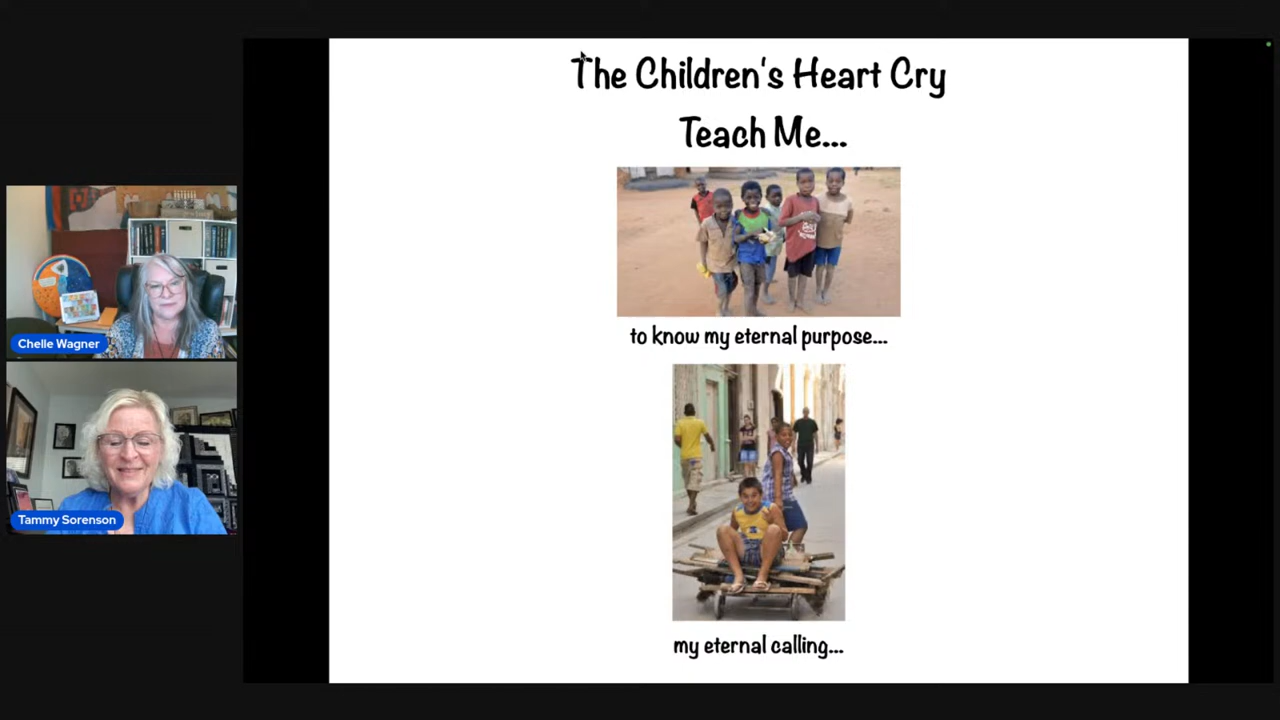 The Children's Heart Cry
Teach Me...
to know my eternal purpose...
my eternal calling...
Chelle Wagner
Tammy Sorenson